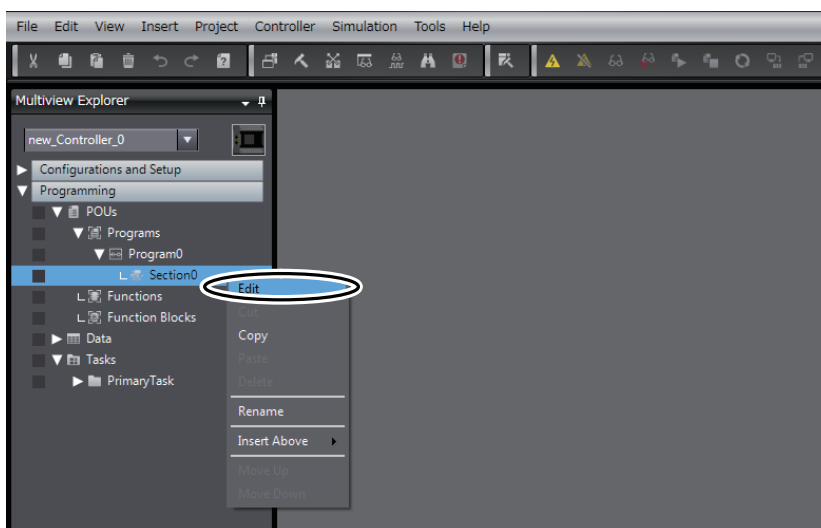 File Edit View Insert Project Controller Simulation Tools Help
Multiview Explorer
new_Controller_0
Configurations and Setup
Programming
POUs
Programs
Program0
Section0
Functions
Function Blocks
Data
Tasks
PrimaryTask
Edit
Cut
Copy
Paste
Delete
Rename
Insert Above
Move Up
Move Down